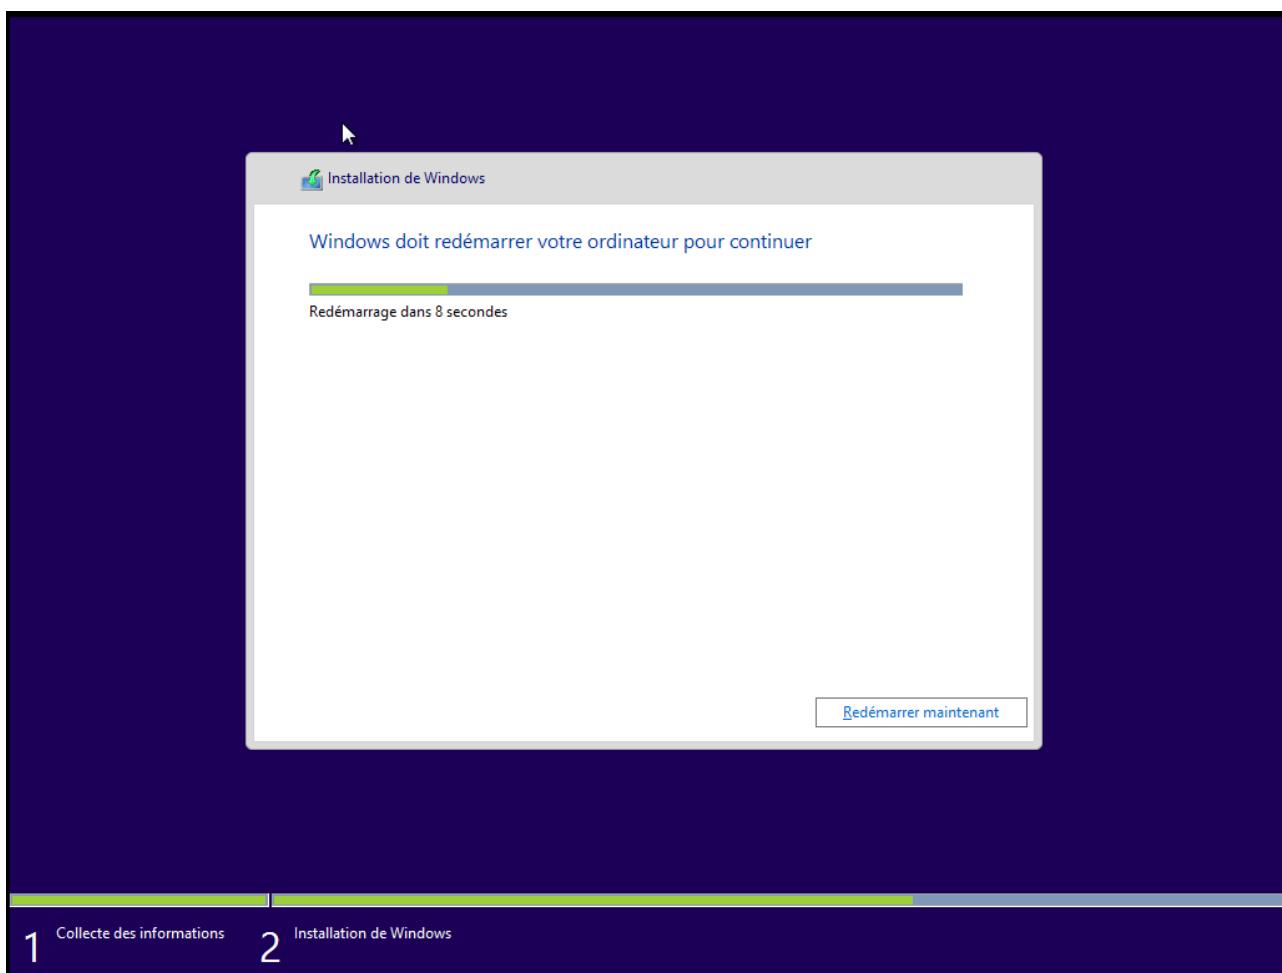 Installation de Windows
Windows doit redémarrer votre ordinateur pour continuer
Redémarrage dans 8 secondes
Redémarrer maintenant
1 Collecte des informations 2 Installation de Windows